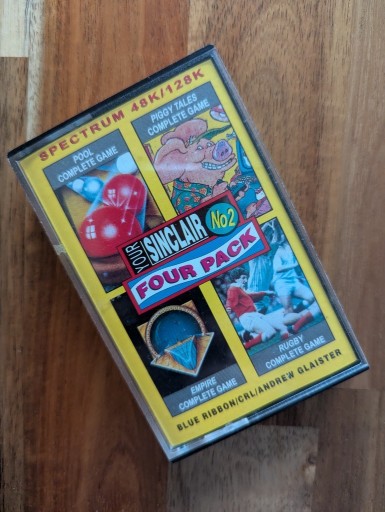 SPECTRUM 48K/128K
POOL
COMPLETE GAME
PIGGY TALES
COMPLETE GAME
YOUR
SINCLAIR
No2
FOUR PACK
EMPIRE
COMPLETE GAME
RUGBY
COMPLETE GAME
BLUE RIBBON/CRL/ANDREW GLAISTER